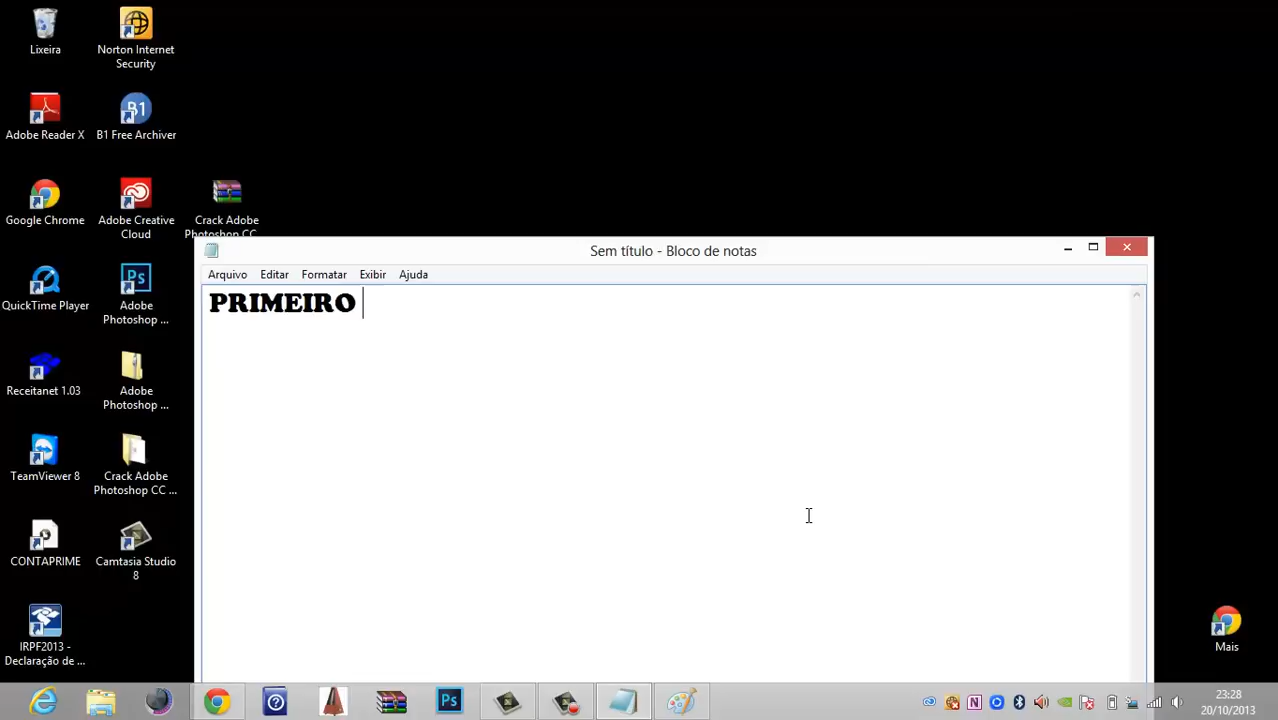 Lixeira
Norton Internet
Security
Adobe Reader X
B1
B1 Free Archiver
Google Chrome
Adobe Creative
Cloud
Crack Adobe
Photoshop CC ...
Sem título - Bloco de notas
Arquivo Editar Formatar Exibir Ajuda
PRIMEIRO
QuickTime Player
Ps
Adobe
Photoshop ...
Receitanet 1.03
Adobe
Photoshop ...
TeamViewer 8
Crack Adobe
Photoshop CC ...
CONTAPRIME
Camtasia Studio
8
IRPF2013 -
Declaração de ...
Mais
Ps
N
23:28
20/10/2013